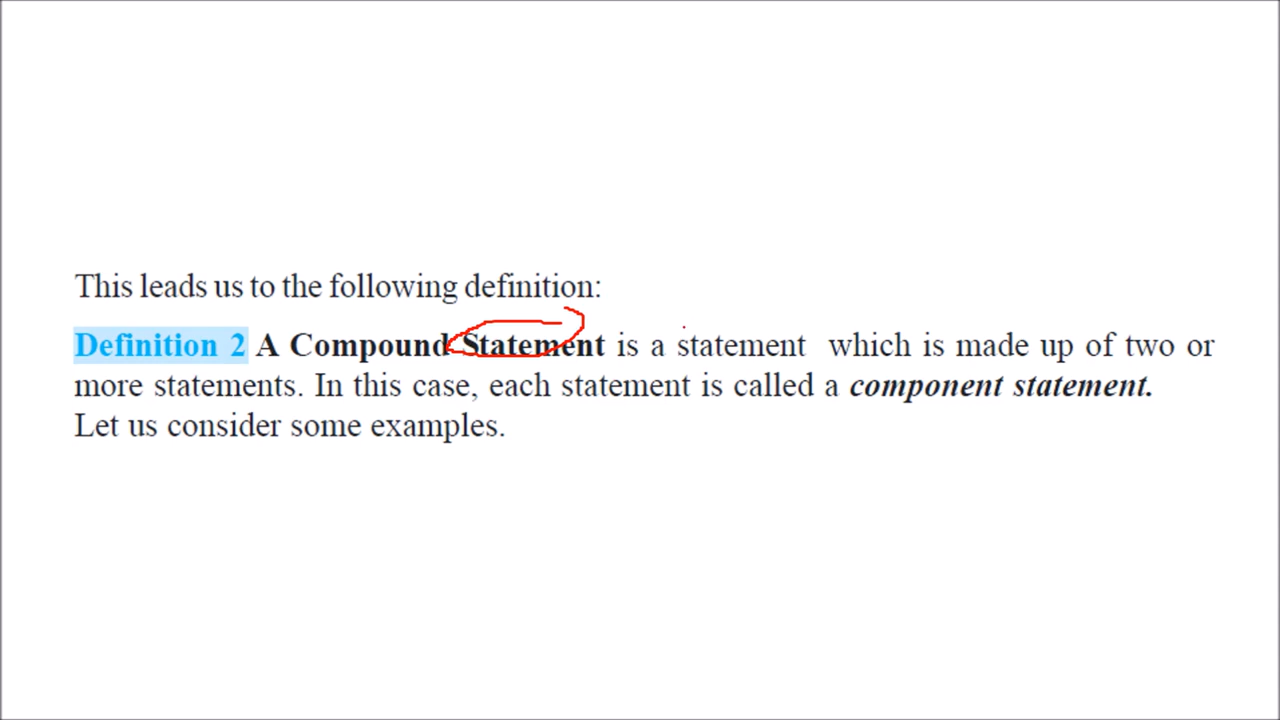 This leads us to the following definition:
Definition 2 A Compound Statement is a statement which is made up of two or
more statements. In this case, each statement is called a component statement.
Let us consider some examples.